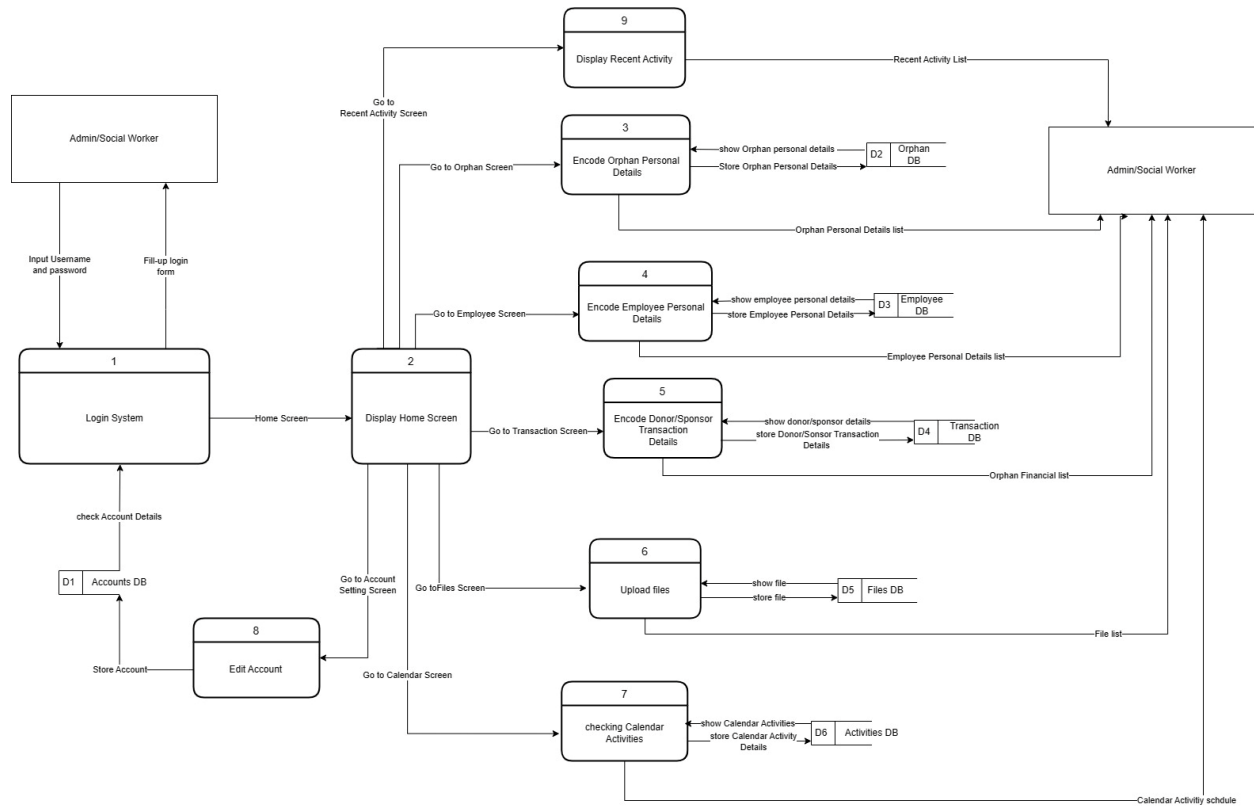 9
Display Recent Activity
Recent Activity List
Go to
Recent Activity Screen
Admin/Social Worker
3
Encode Orphan Personal
Details
show Orphan personal details
Store Orphan Personal Details
D2
Orphan
DB
Admin/Social Worker
Go to Orphan Screen
Orphan Personal Details list
Input Username
and password
Fill-up login
form
4
Encode Employee Personal
Details
show employee personal details
store Employee Personal Details
D3
Employee
DB
Go to Employee Screen
Employee Personal Details list
1
Login System
Home Screen
2
Display Home Screen
Go to Transaction Screen
5
Encode Donor/Sponsor
Transaction
Details
show donor/sponsor details
store Donor/Sonsor Transaction
Details
D4
Transaction
DB
Orphan Financial list
check Account Details
D1
Accounts DB
Go to Account
Setting Screen
Go toFiles Screen
6
Upload files
show file
store file
D5
Files DB
File list
8
Edit Account
Store Account
Go to Calendar Screen
7
checking Calendar
Activities
show Calendar Activities
store Calendar Activity
Details
D6
Activities DB
Calendar Activitiy schdule